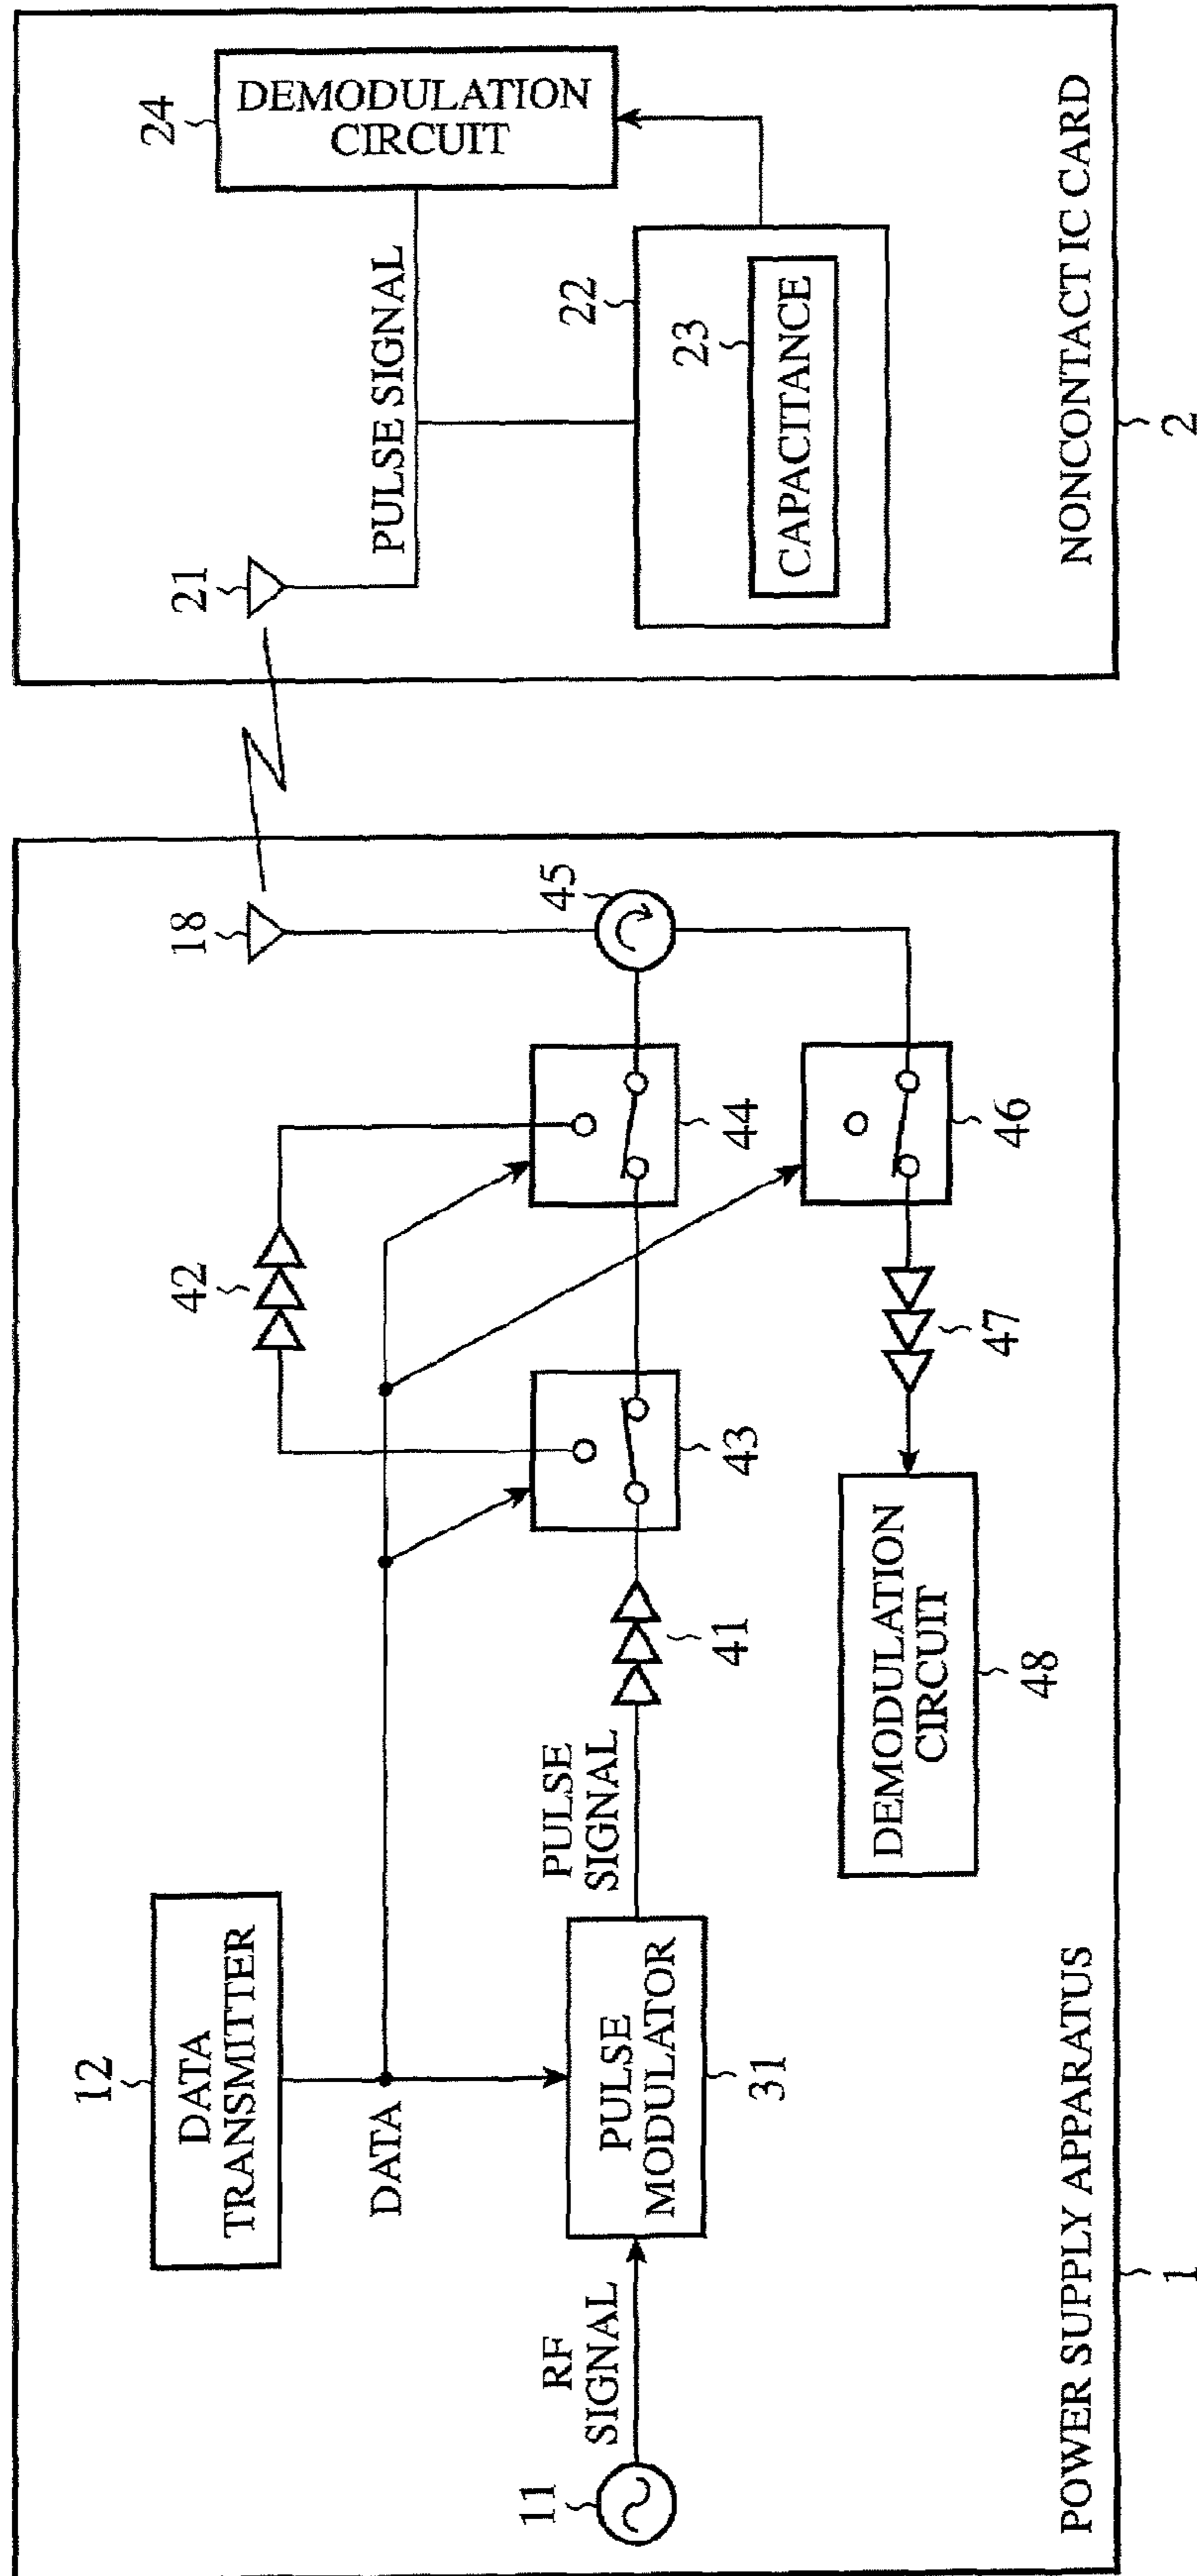 12
DATA
TRANSMITTER
DATA
11
RF
SIGNAL
PULSE
MODULATOR
31
PULSE
SIGNAL
41
42
43
44
45
18
46
47
DEMODULATION
CIRCUIT
48
POWER SUPPLY APPARATUS
1
21
PULSE SIGNAL
24
DEMODULATION
CIRCUIT
22
23
CAPACITANCE
NONCONTACT IC CARD
2